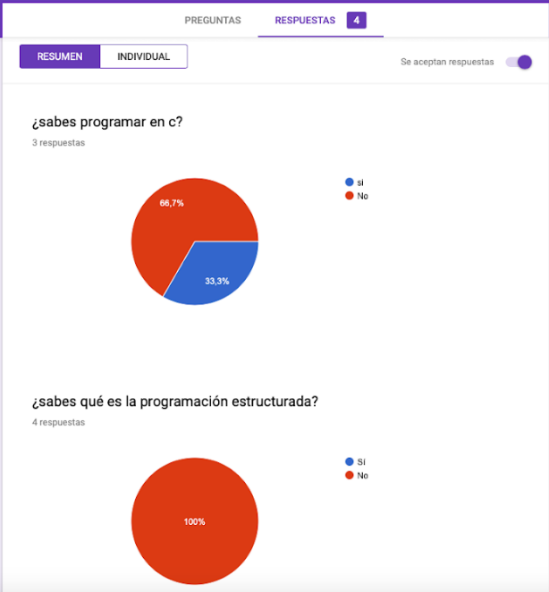 PREGUNTAS RESPUESTAS 4
RESUMEN INDIVIDUAL Se aceptan respuestas
¿sabes programar en c?
3 respuestas
si
No
66,7%
33,3%
¿sabes qué es la programación estructurada?
4 respuestas
Si
No
100%